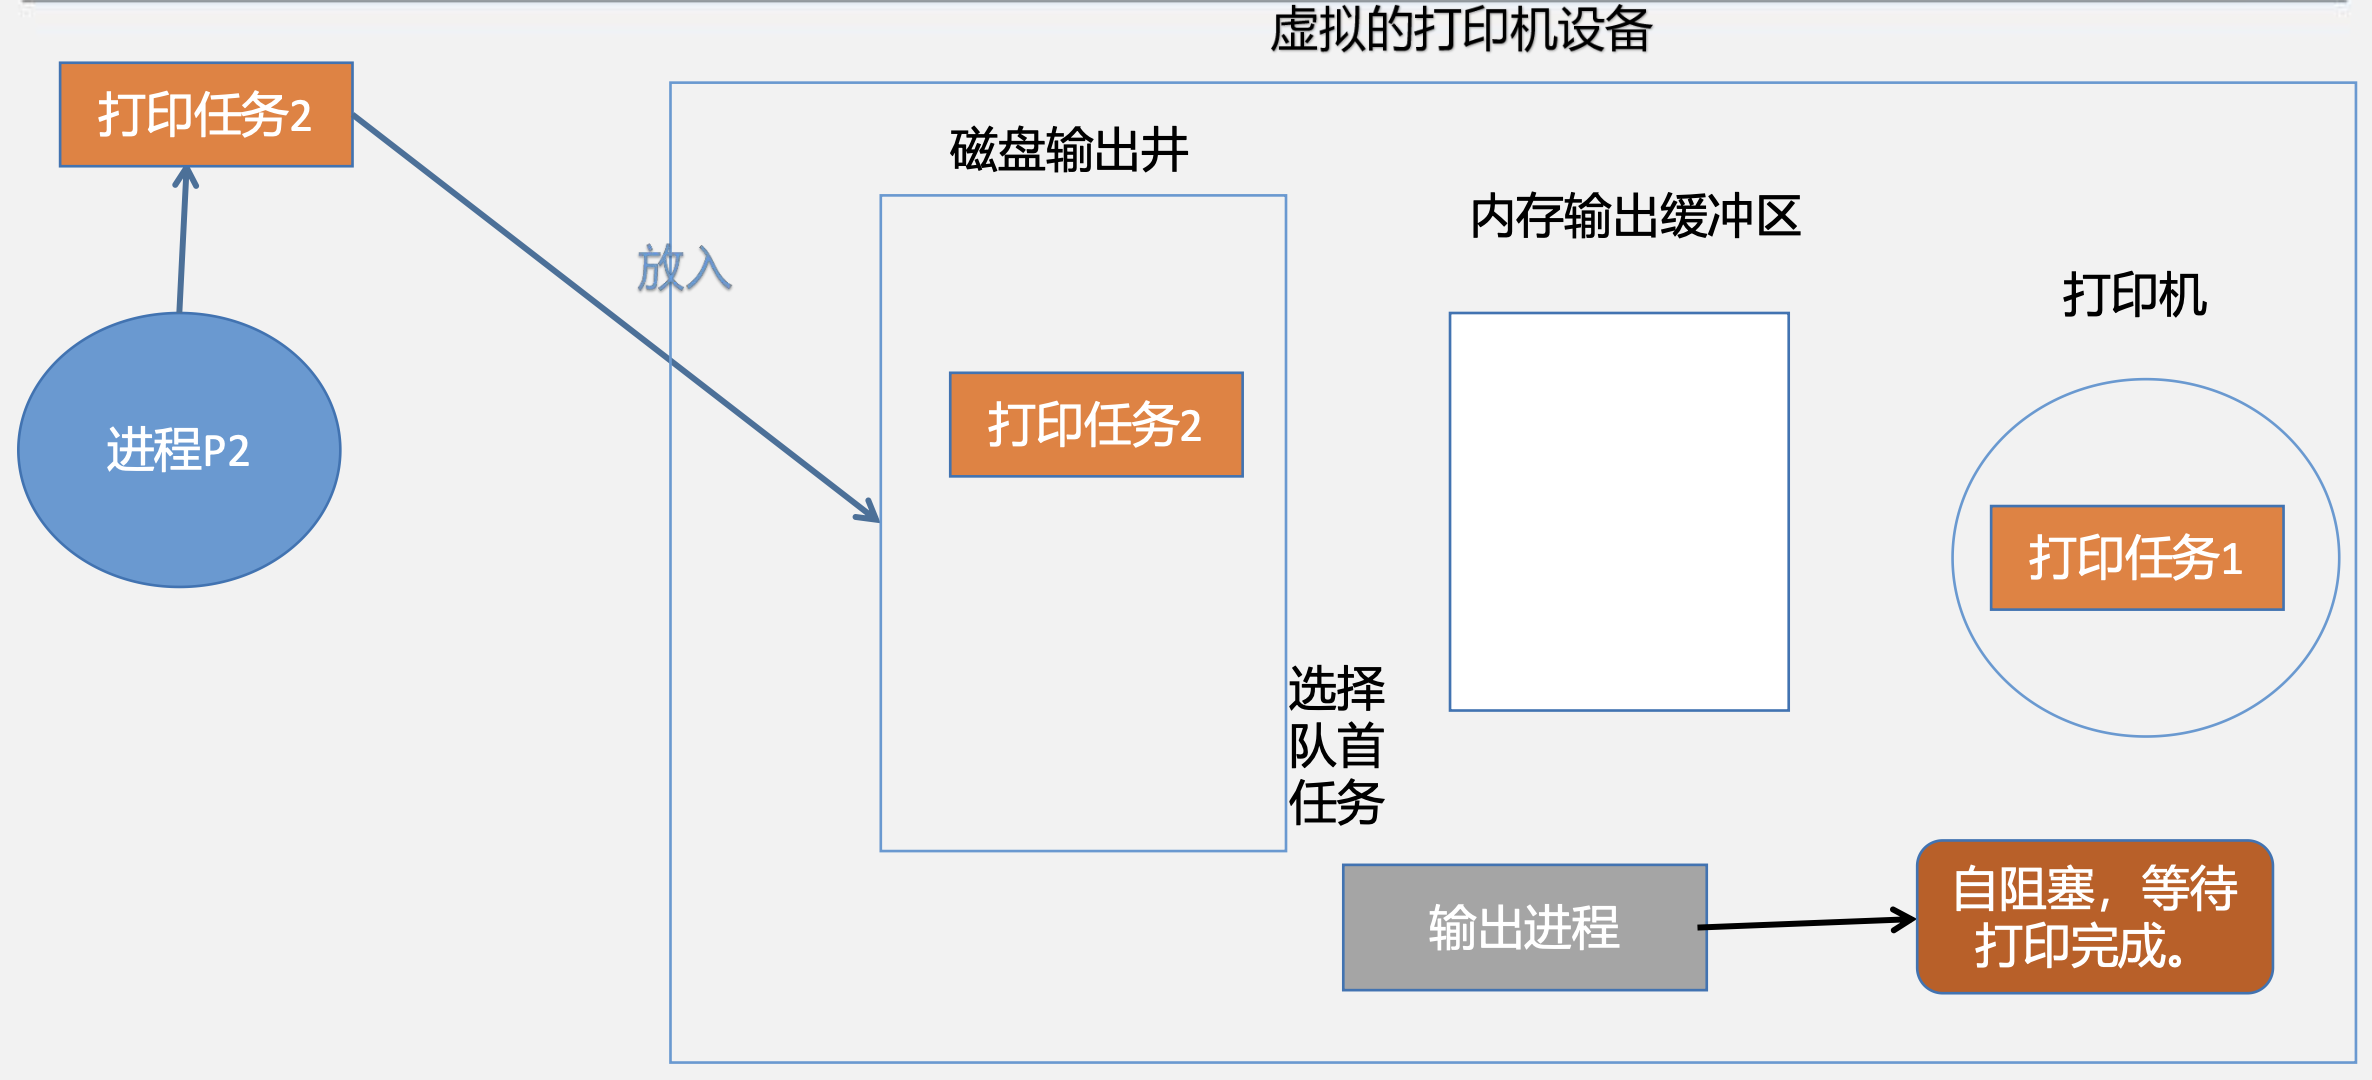 虚拟的打印机设备
打印任务2
磁盘输出井
内存输出缓冲区
放入
打印机
打印任务2
进程P2
打印任务1
选择
队首
任务
输出进程
自阻塞，等待
打印完成。